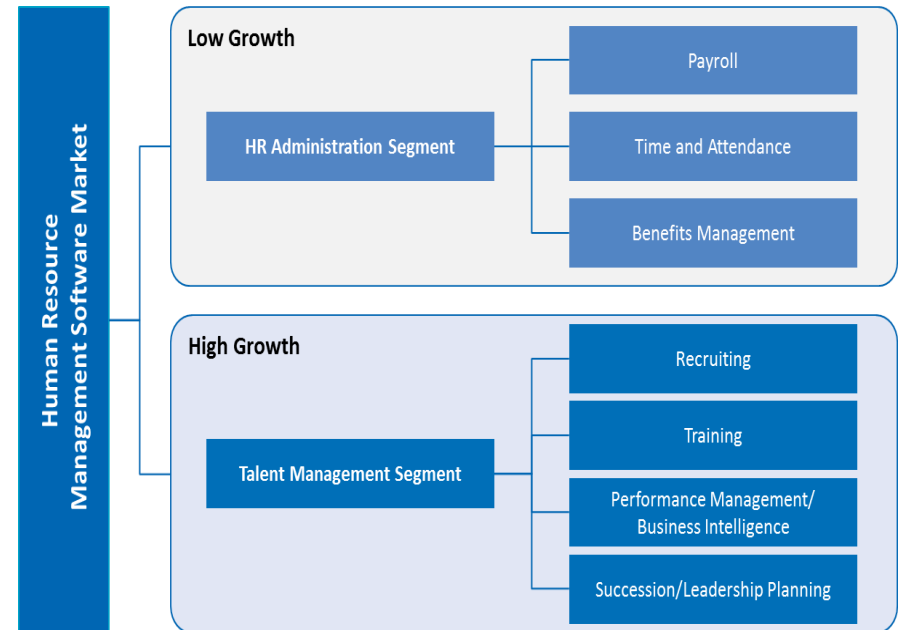 Human Resource
Management Software Market
Low Growth
HR Administration Segment
Payroll
Time and Attendance
Benefits Management
High Growth
Talent Management Segment
Recruiting
Training
Performance Management/
Business Intelligence
Succession/Leadership Planning